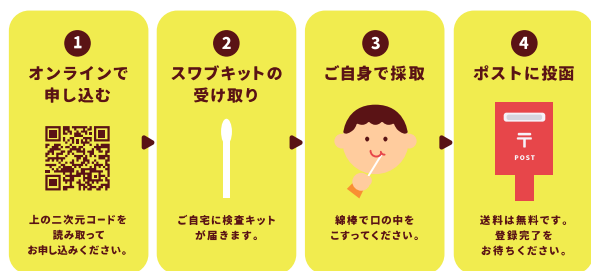 1
オンラインで
申し込む
上の二次元コードを
読み取って
お申し込みください。
2
スワブキットの
受け取り
ご自宅に検査キット
が届きます。
3
ご自身で採取
綿棒で口の中を
こすってください。
4
ポストに投函
〒
POST
送料は無料です。
登録完了を
お待ちください。